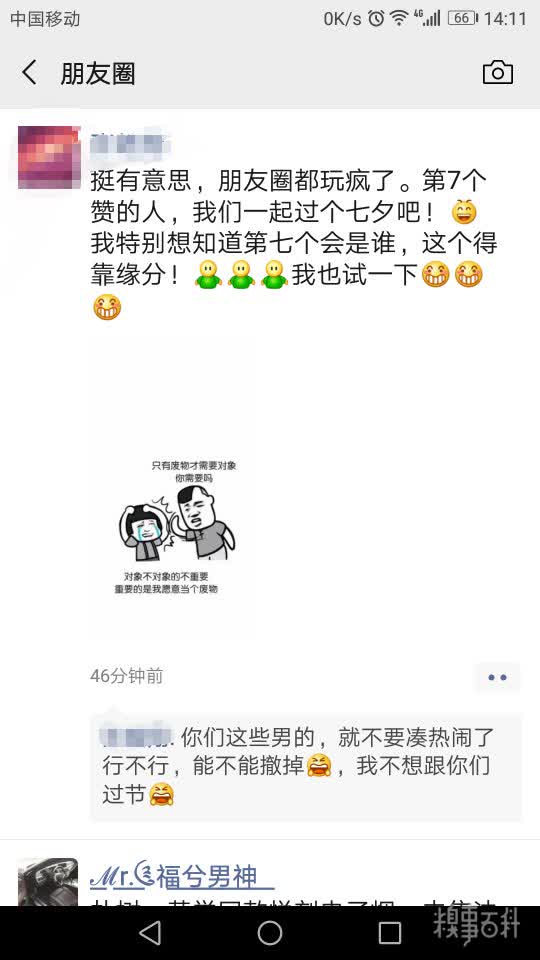 中国移动 0K/s 4G 66 14:11
朋友圈
挺有意思，朋友圈都玩疯了。第7个
赞的人，我们一起过个七夕吧！
我特别想知道第七个会是谁，这个得
靠缘分！我也试一下
只有废物才需要对象
你需要吗
对象不对象的不重要
重要的是我愿意当个废物
46分钟前
: 你们这些男的，就不要凑热闹了
行不行，能不能撤掉，我不想跟你们
过节
Mr.福兮男神
糗事百科